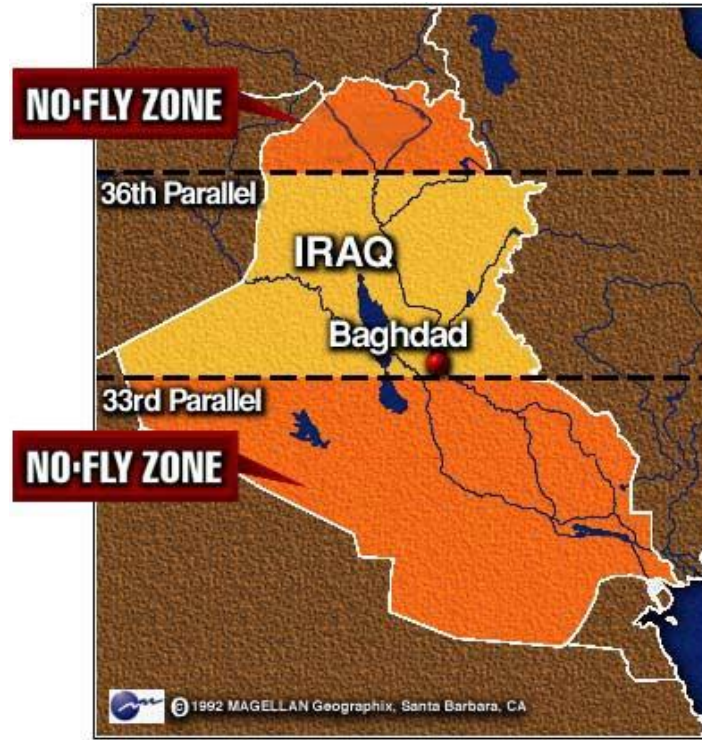 NO·FLY ZONE
36th Parallel
IRAQ
Baghdad
33rd Parallel
NO·FLY ZONE
© 1992 MAGELLAN Geographix, Santa Barbara, CA